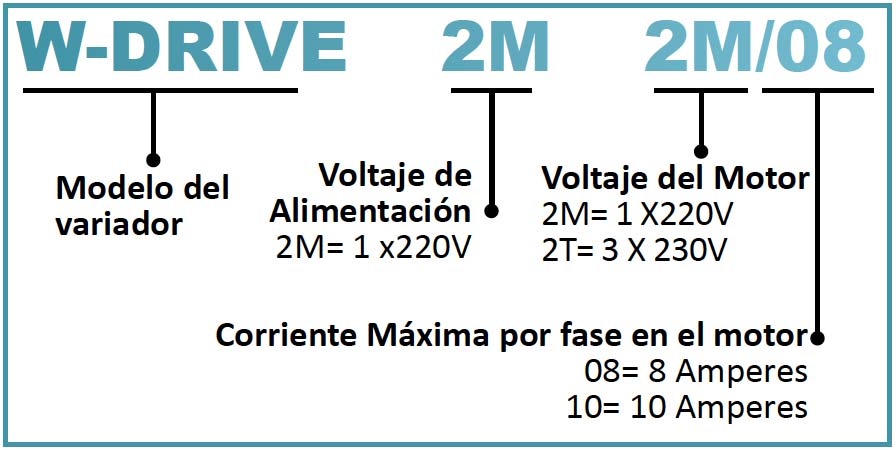 W-DRIVE 2M 2M/08
Modelo del
variador
Voltaje de
Alimentación
2M= 1 x220V
Voltaje del Motor
2M= 1 X220V
2T= 3 X 230V
Corriente Máxima por fase en el motor
08= 8 Amperes
10= 10 Amperes